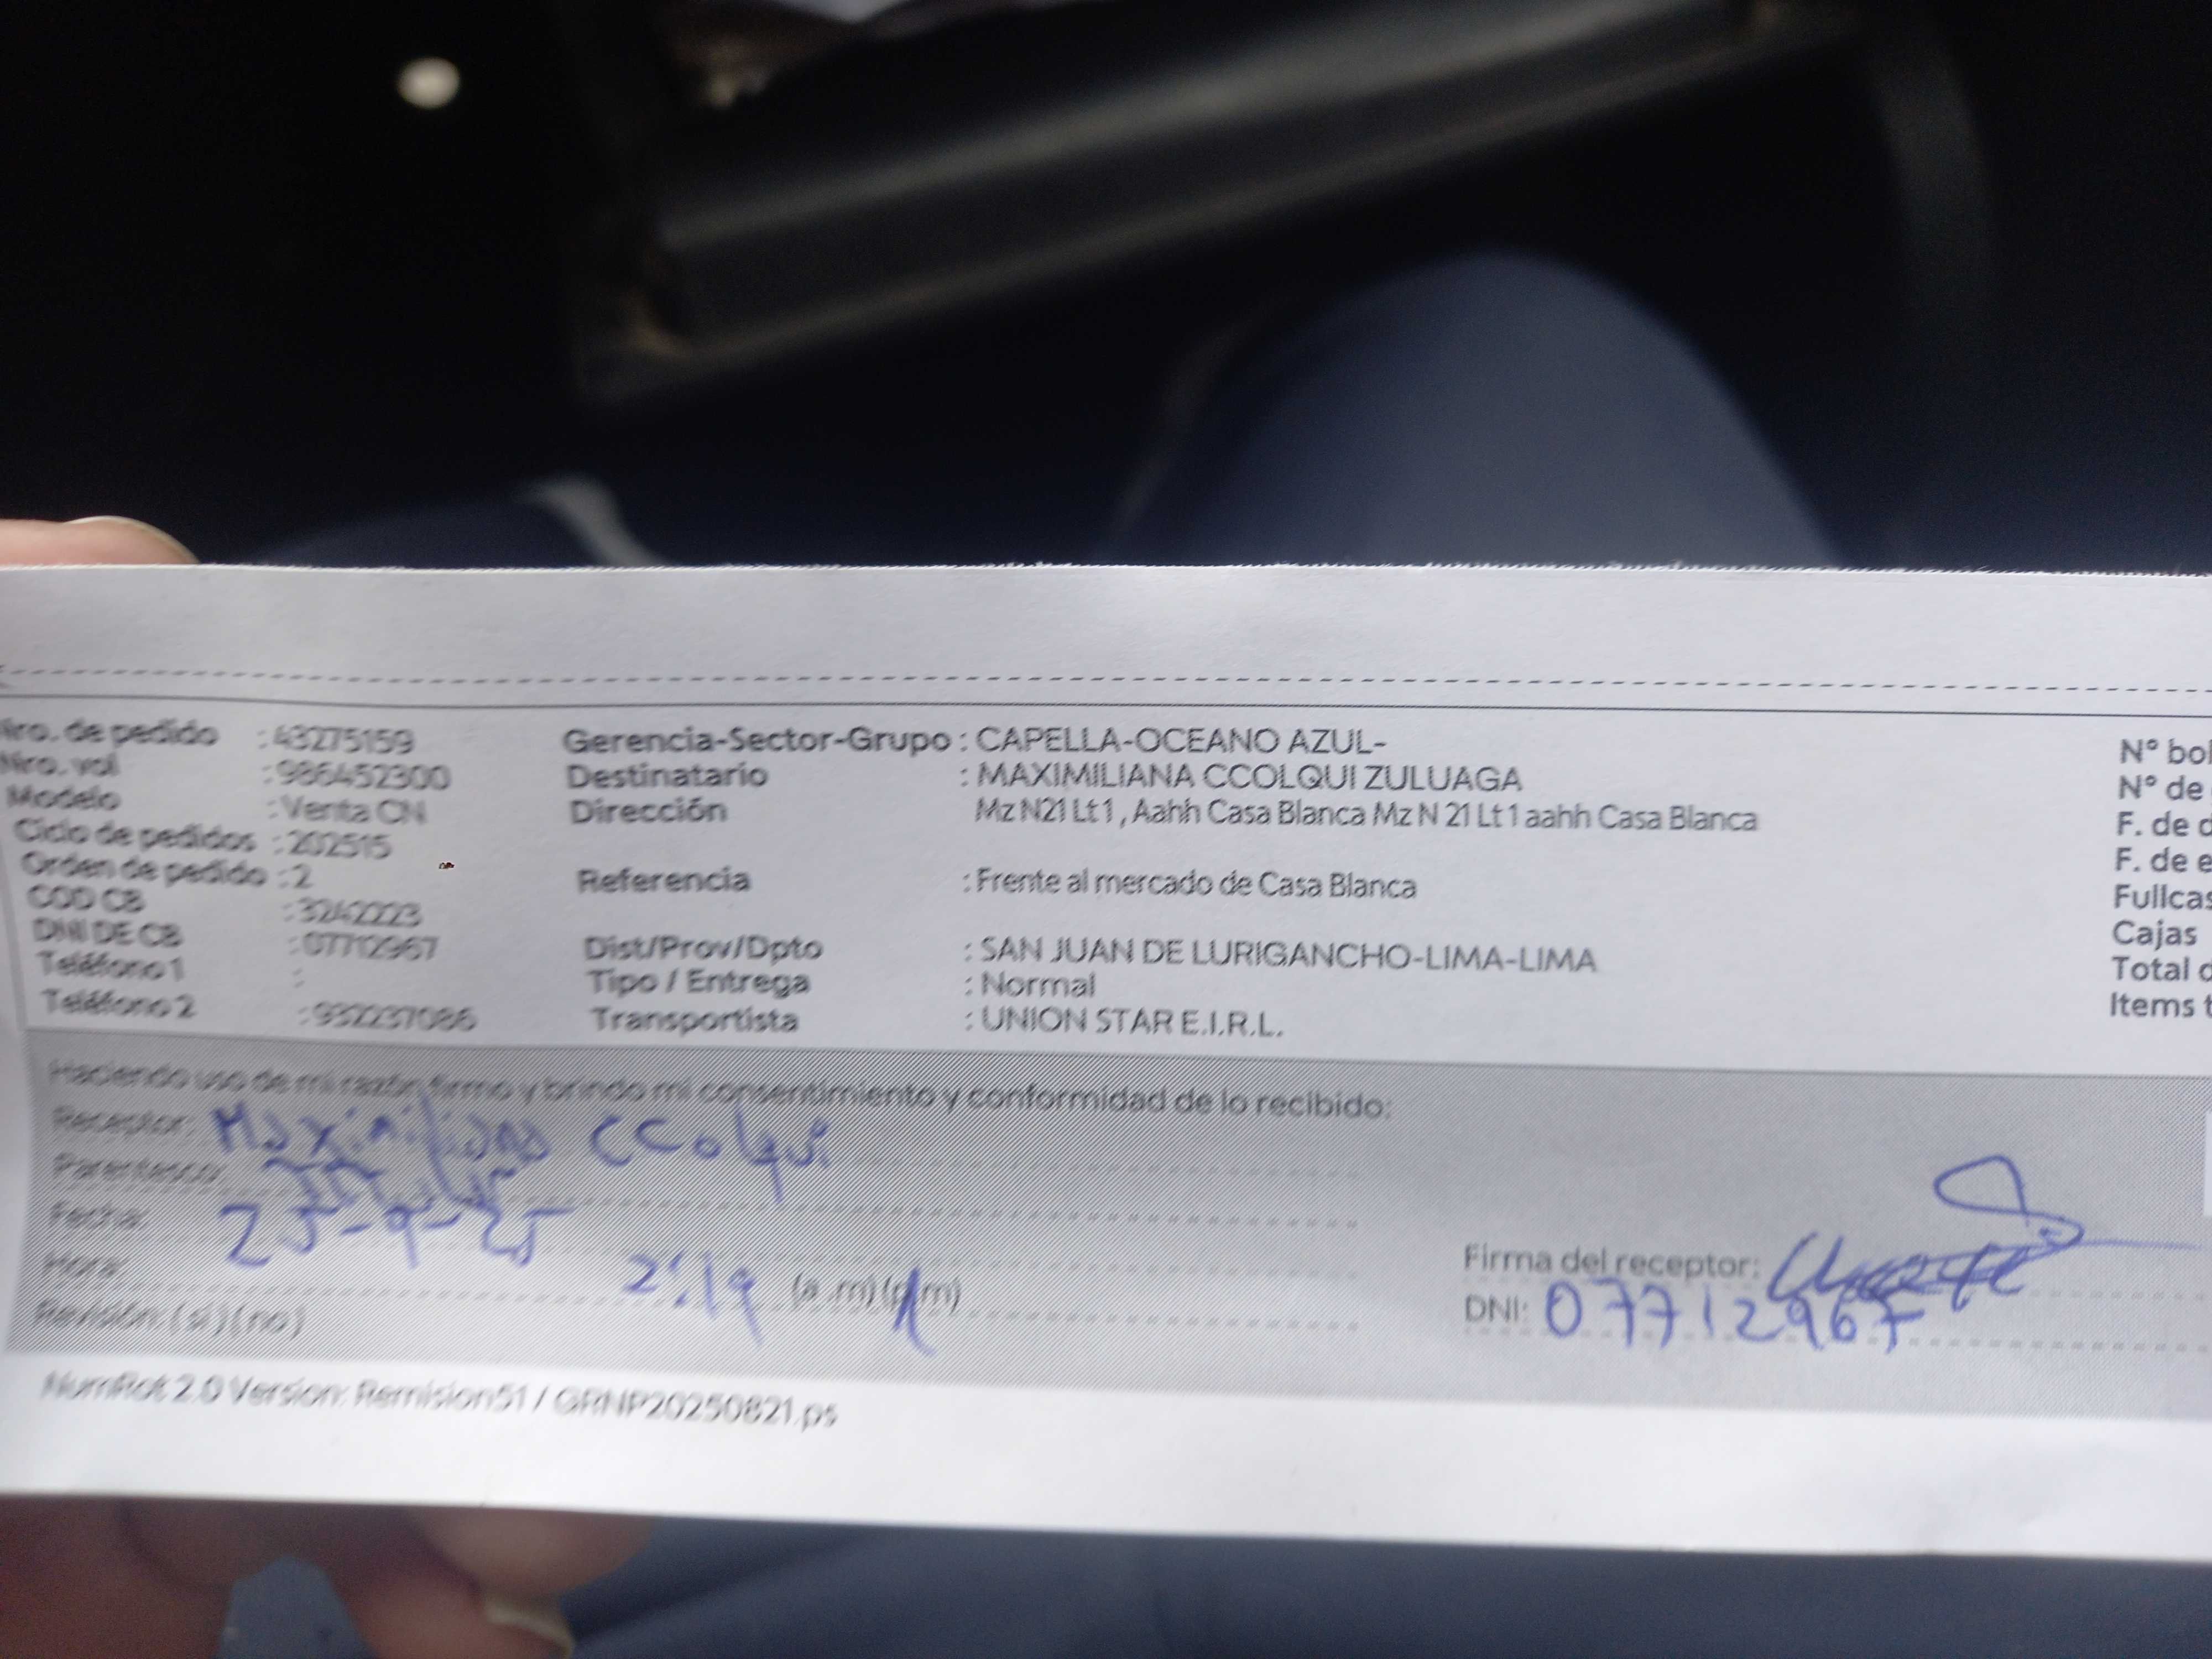 Nro. de pedido : 43275159
Nro. vol : 986452300
Modelo : Venta CN
Ciclo de pedidos : 202515
Orden de pedido : 2
COD CB : 3242223
DNI DE CB : 07712967
Teléfono 1 :
Teléfono 2 : 932237086
Gerencia-Sector-Grupo : CAPELLA-OCEANO AZUL-
Destinatario : MAXIMILIANA CCOLQUI ZULUAGA
Dirección Mz N21 Lt 1 , Aahh Casa Blanca Mz N 21 Lt 1 aahh Casa Blanca
Referencia : Frente al mercado de Casa Blanca
Dist/Prov/Dpto : SAN JUAN DE LURIGANCHO-LIMA-LIMA
Tipo / Entrega : Normal
Transportista : UNION STAR E.I.R.L.
N° bol
N° de
F. de d
F. de e
Fullcas
Cajas
Total d
Items t
Haciendo uso de mi razón firmo y brindo mi consentimiento y conformidad de lo recibido:
Receptor: Maximiliana CColqui
Parentesco:
Fecha: 25-9-25
Hora: 2:19 (a .m) (p.m)
Revisión: (si) (no)
Firma del receptor:
DNI: 07712967
NumRot 2.0 Version: Remision51 / GRNP20250821.ps